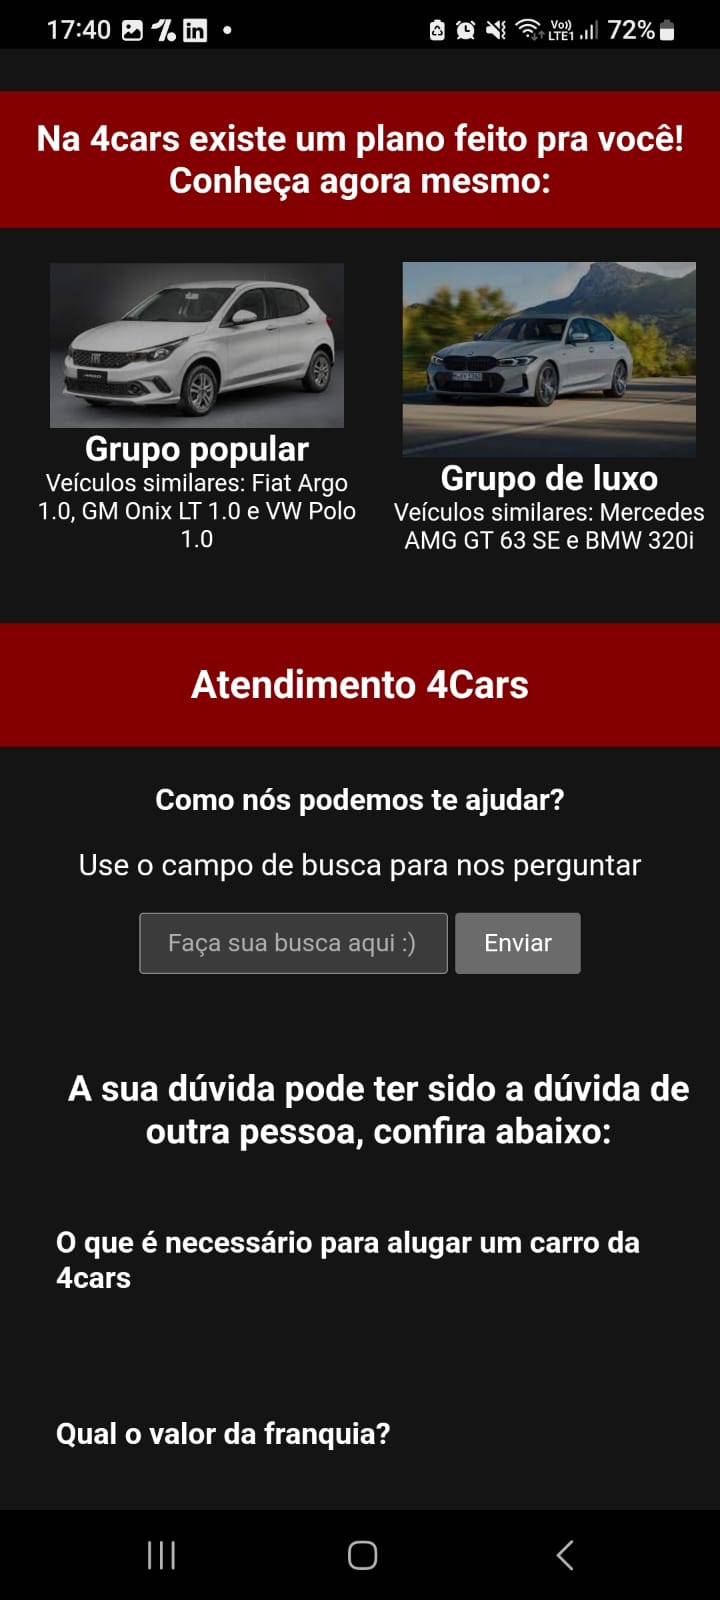 17:40
Vo))
LTE1
72%
Na 4cars existe um plano feito pra você!
Conheça agora mesmo:
Grupo popular
Veículos similares: Fiat Argo
1.0, GM Onix LT 1.0 e VW Polo
1.0
Grupo de luxo
Veículos similares: Mercedes
AMG GT 63 SE e BMW 320i
Atendimento 4Cars
Como nós podemos te ajudar?
Use o campo de busca para nos perguntar
Faça sua busca aqui :)
Enviar
A sua dúvida pode ter sido a dúvida de
outra pessoa, confira abaixo:
O que é necessário para alugar um carro da
4cars
Qual o valor da franquia?